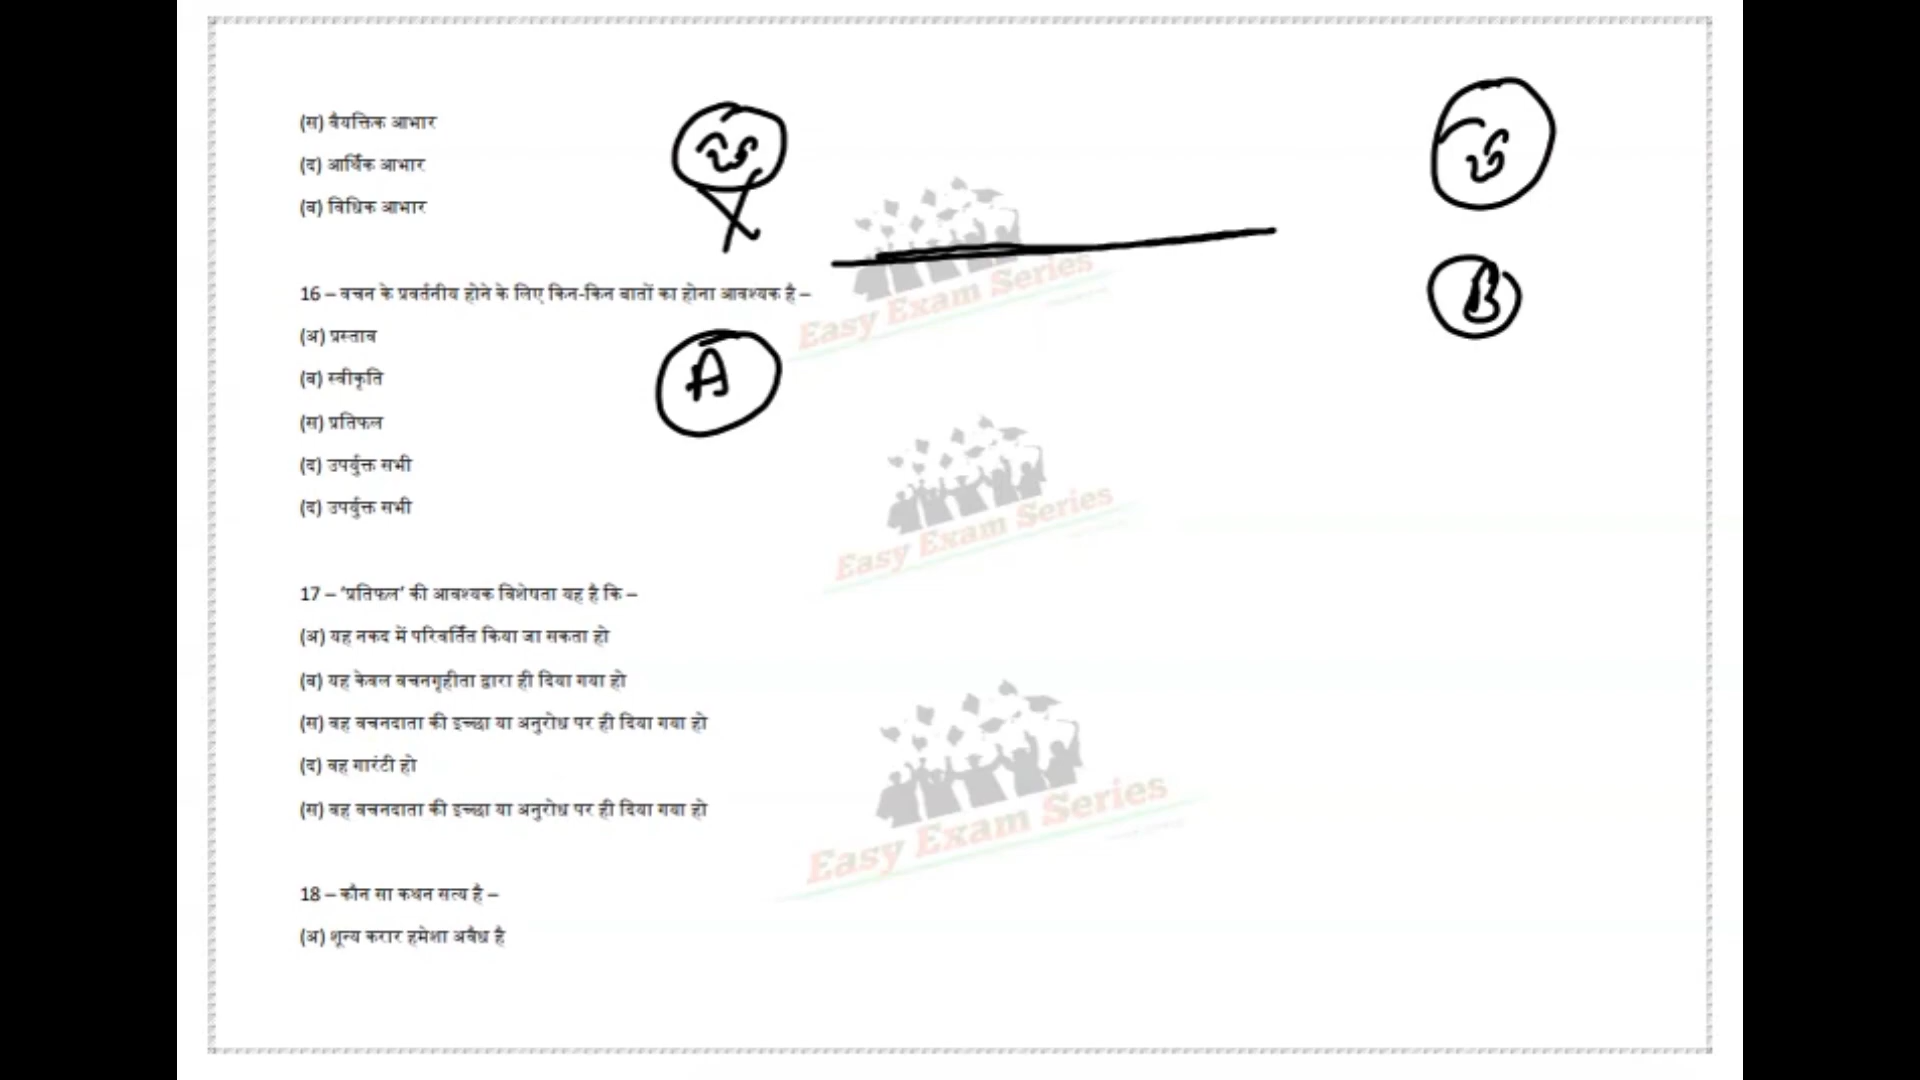 (स) वैयक्तिक आभार
(द) आर्थिक आभार
(ब) विधिक आभार
16 – वचन के प्रवर्तनीय होने के लिए किन-किन बातों का होना आवश्यक है –
(अ) प्रस्ताव
(ब) स्वीकृति
(स) प्रतिफल
(द) उपर्युक्त सभी
(द) उपर्युक्त सभी
A
B
Easy Exam Series
Easy Exam Series
17 – ‘प्रतिफल’ की आवश्यक विशेषता यह है कि –
(अ) यह नकद में परिवर्तित किया जा सकता हो
(ब) यह केवल वचनगृहीता द्वारा ही दिया गया हो
(स) वह वचनदाता की इच्छा या अनुरोध पर ही दिया गया हो
(द) वह गारंटी हो
(स) वह वचनदाता की इच्छा या अनुरोध पर ही दिया गया हो
Easy Exam Series
18 – कौन सा कथन सत्य है –
(अ) शून्य करार हमेशा अवैध है